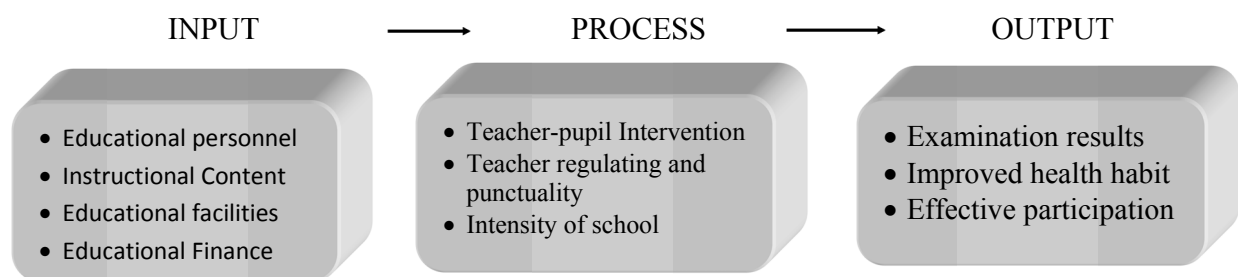 INPUT
PROCESS
OUTPUT
• Educational personnel
• Instructional Content
• Educational facilities
• Educational Finance
• Teacher-pupil Intervention
• Teacher regulating and
punctuality
• Intensity of school
• Examination results
• Improved health habit
• Effective participation